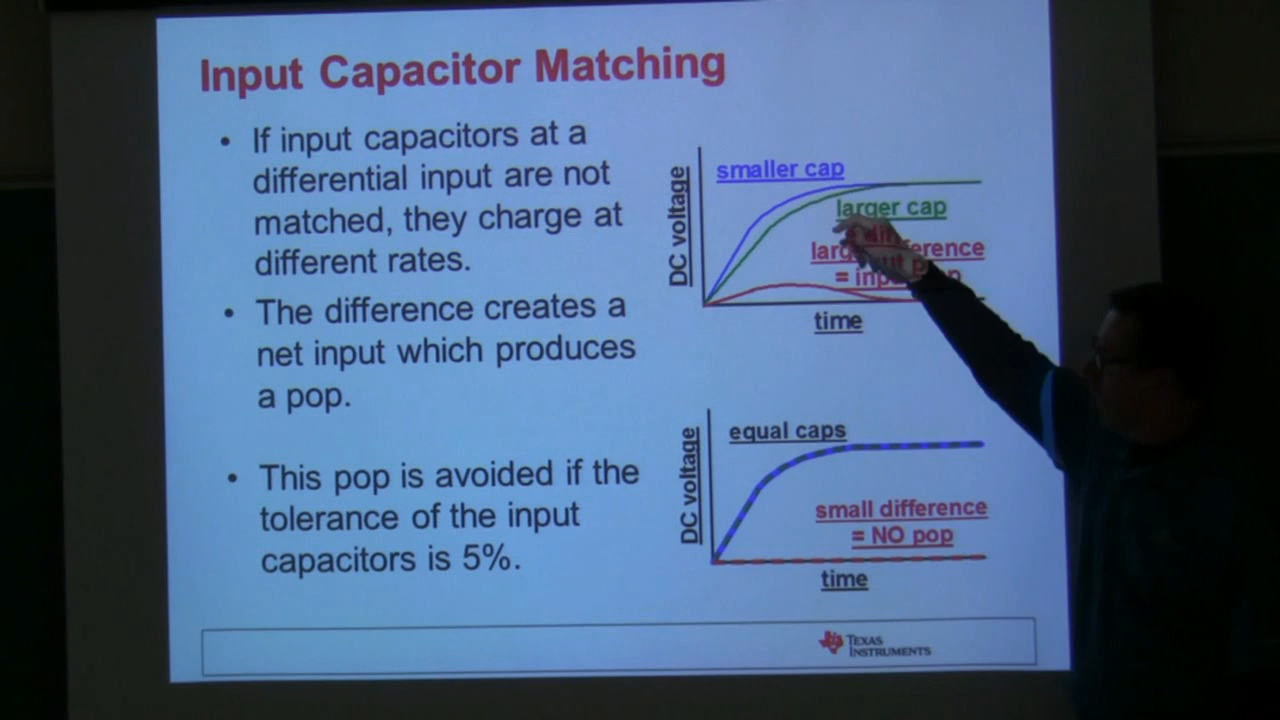 Input Capacitor Matching
• If input capacitors at a
differential input are not
matched, they charge at
different rates.
• The difference creates a
net input which produces
a pop.
• This pop is avoided if the
tolerance of the input
capacitors is 5%.
DC voltage
smaller cap
larger cap
= 
time
DC voltage
equal caps
small difference
= NO pop
time
TEXAS
INSTRUMENTS